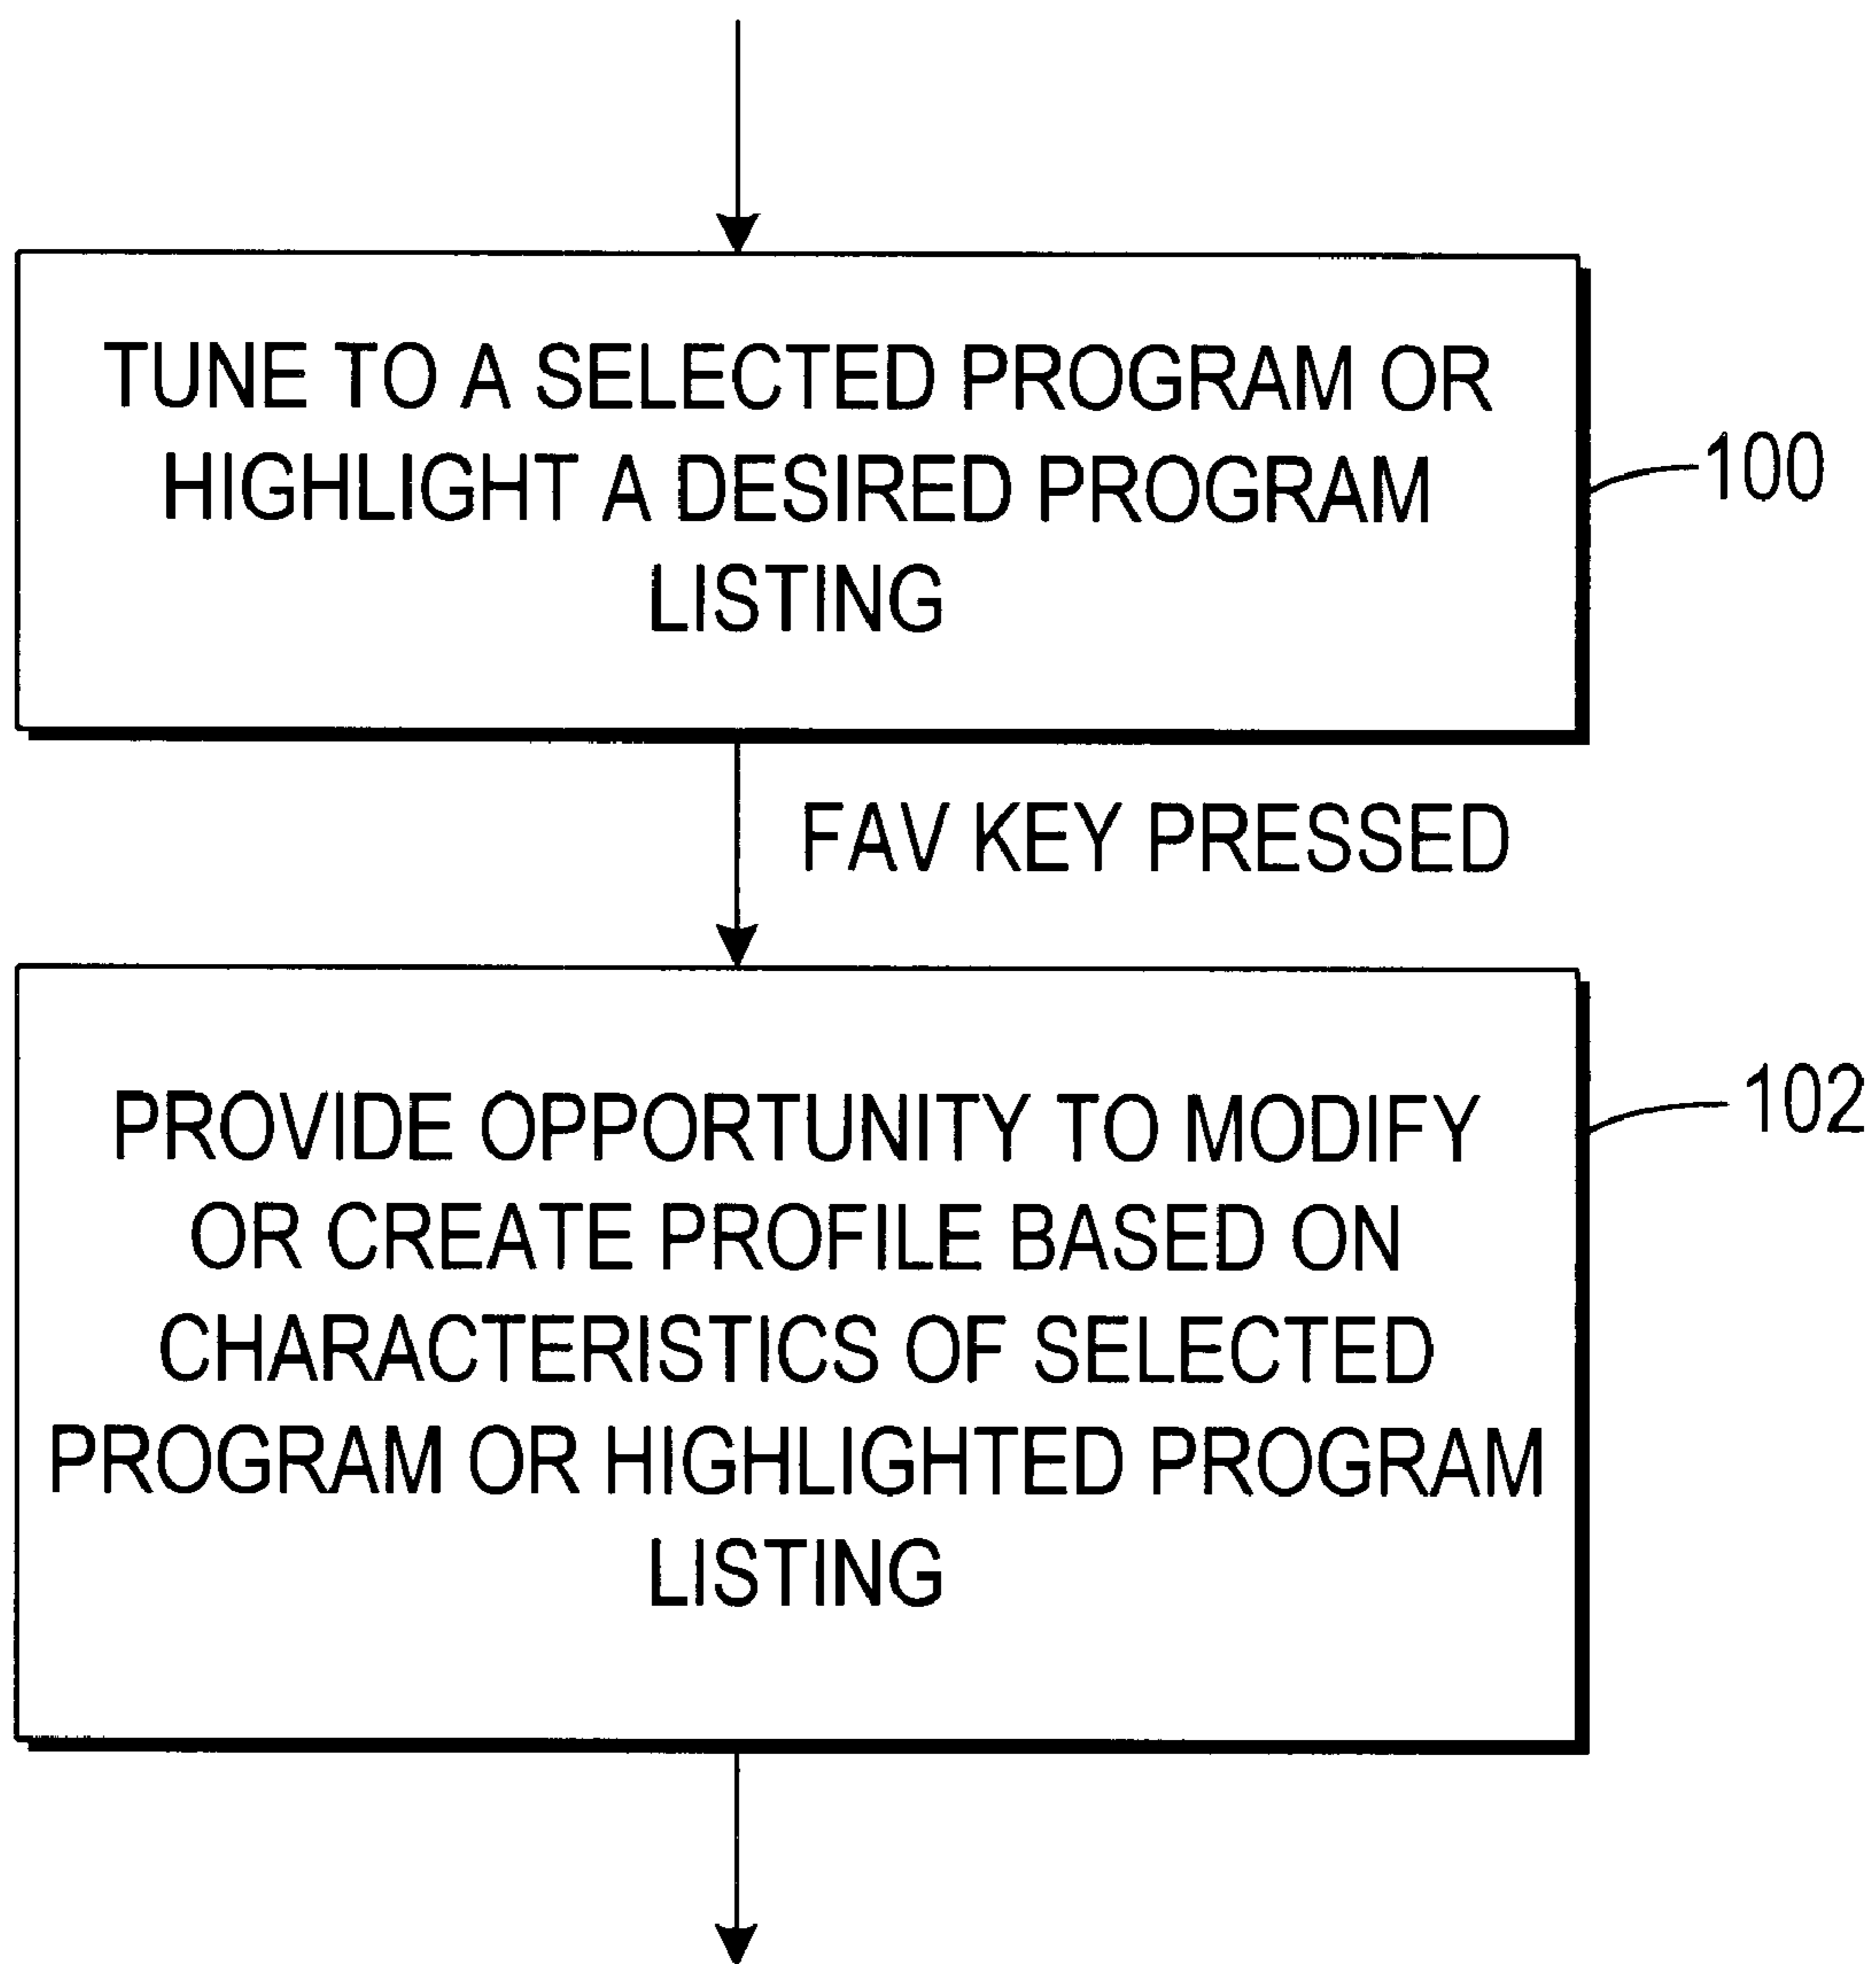 TUNE TO A SELECTED PROGRAM OR
HIGHLIGHT A DESIRED PROGRAM
LISTING
100
FAV KEY PRESSED
PROVIDE OPPORTUNITY TO MODIFY
OR CREATE PROFILE BASED ON
CHARACTERISTICS OF SELECTED
PROGRAM OR HIGHLIGHTED PROGRAM
LISTING
102